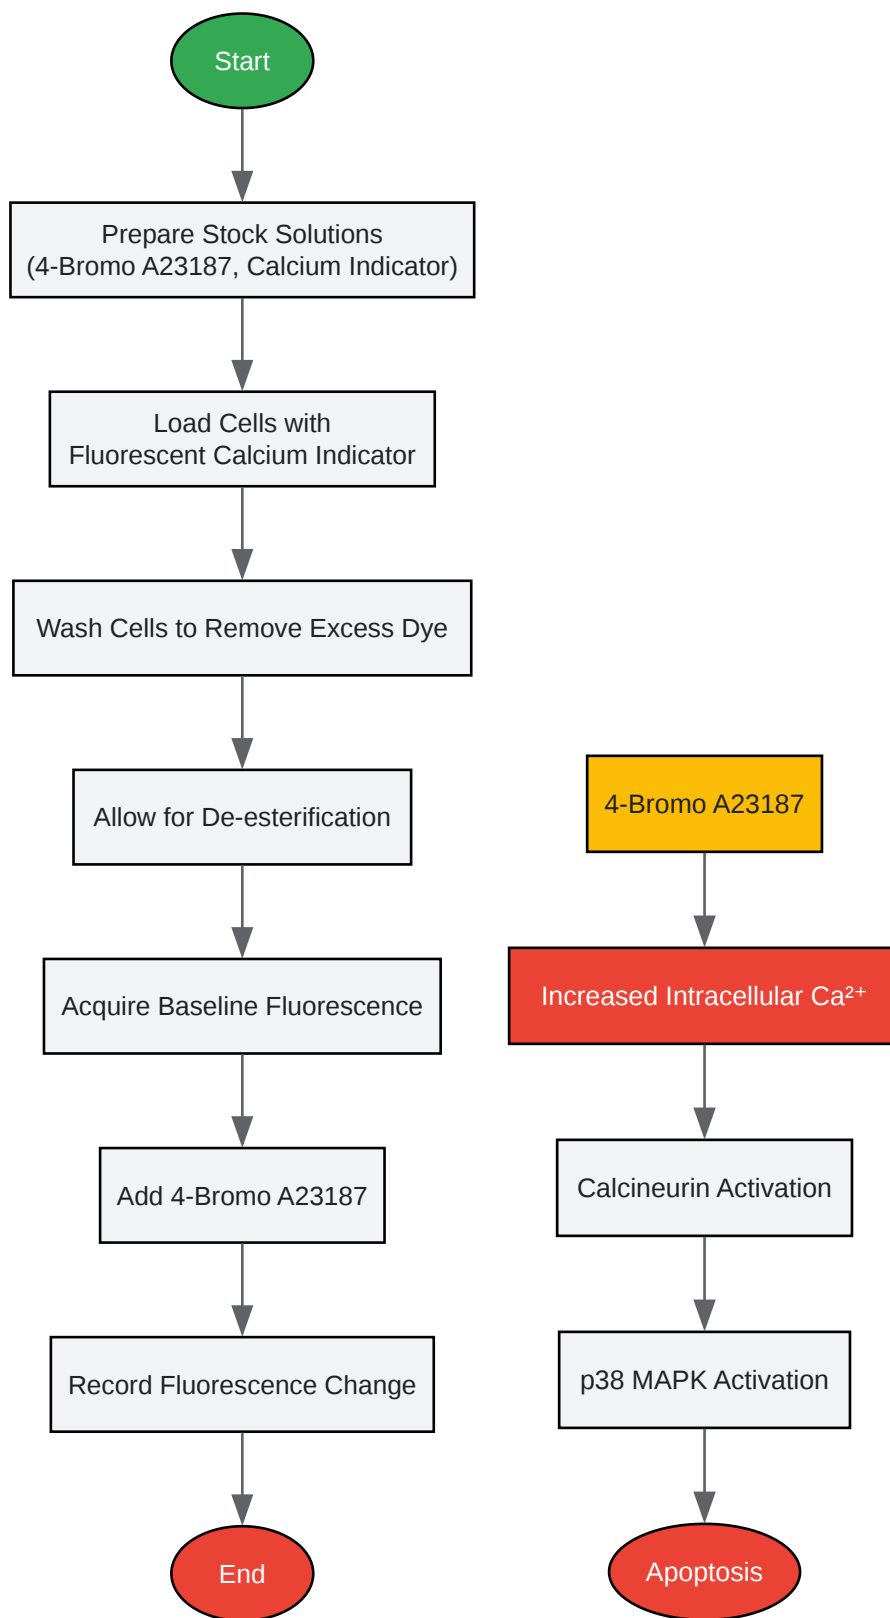 Start
Prepare Stock Solutions
(4-Bromo A23187, Calcium Indicator)
Load Cells with
Fluorescent Calcium Indicator
Wash Cells to Remove Excess Dye
Allow for De-esterification
Acquire Baseline Fluorescence
Add 4-Bromo A23187
Record Fluorescence Change
End
4-Bromo A23187
Increased Intracellular Ca²⁺
Calcineurin Activation
p38 MAPK Activation
Apoptosis